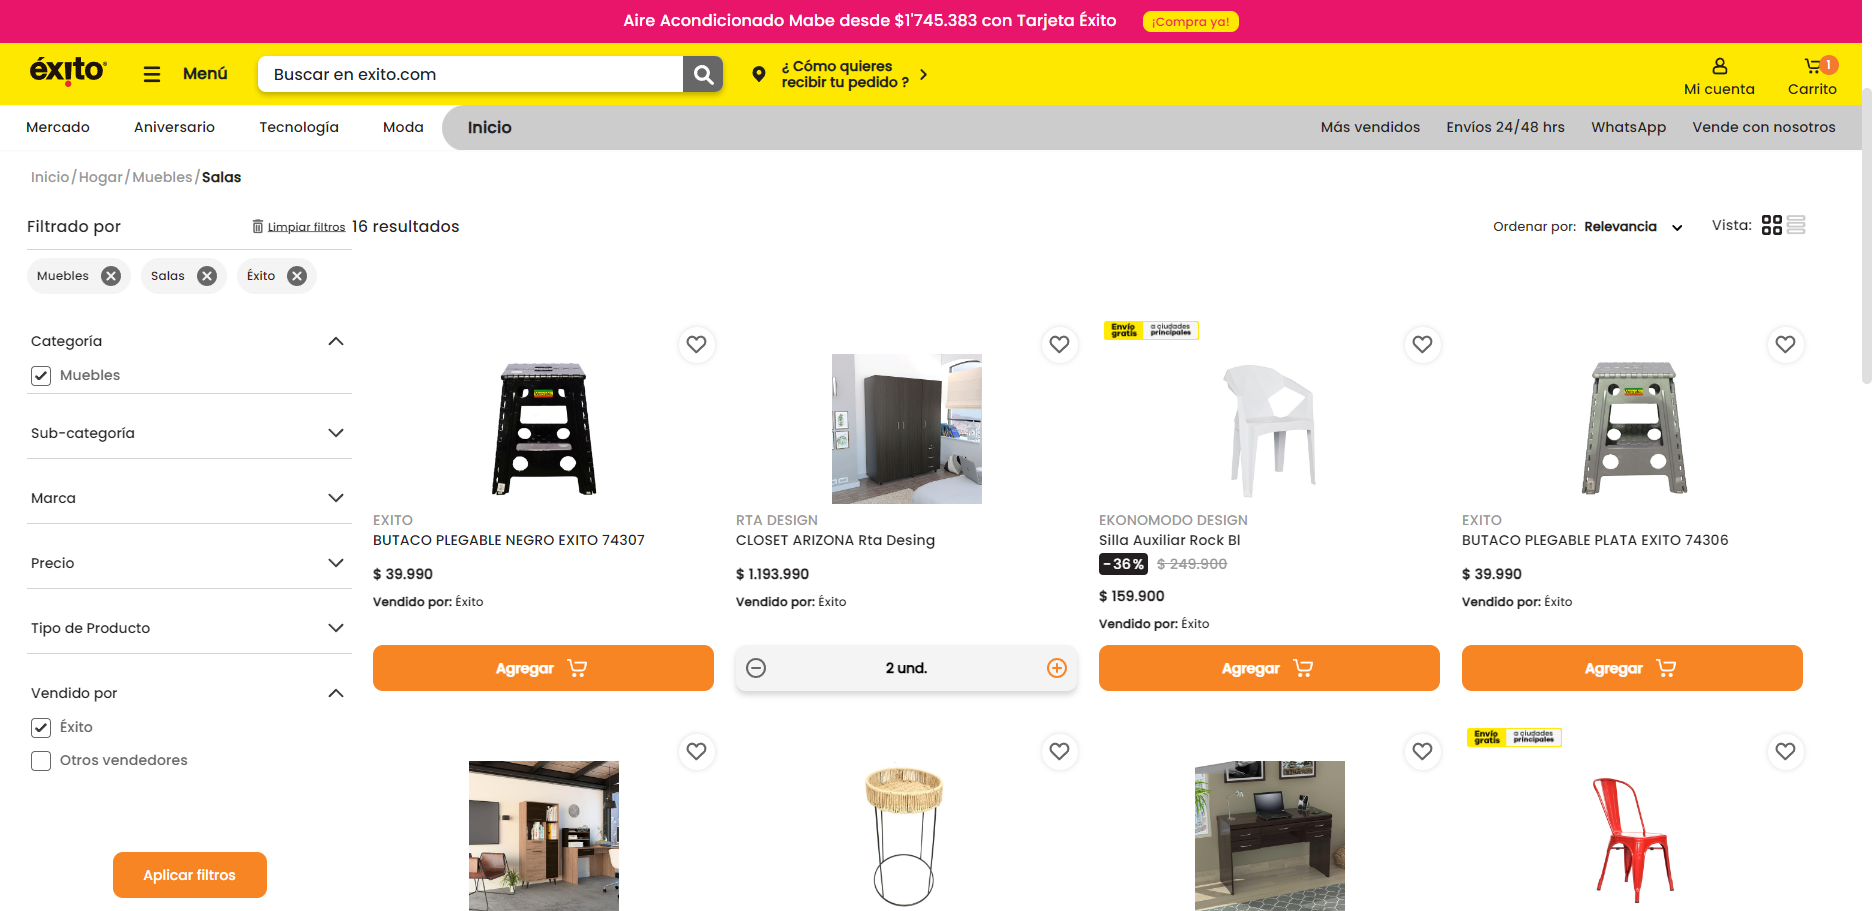 Aire Acondicionado Mabe desde $1'745.383 con Tarjeta Éxito ¡Compra ya!
éxito Menú Buscar en exito.com ¿ Cómo quieres
recibir tu pedido ? Mi cuenta 1 Carrito
Mercado Aniversario Tecnología Moda Inicio Más vendidos Envíos 24/48 hrs WhatsApp Vende con nosotros
Inicio/Hogar/Muebles/Salas
Filtrado por Limpiar filtros 16 resultados Ordenar por: Relevancia Vista:
Muebles Salas Éxito
Categoría
Muebles
Sub-categoría
Marca
Precio
Tipo de Producto
Vendido por
Éxito
Otros vendedores
Aplicar filtros
EXITO
BUTACO PLEGABLE NEGRO EXITO 74307
$ 39.990
Vendido por: Éxito
Agregar
RTA DESIGN
CLOSET ARIZONA Rta Desing
$ 1.193.990
Vendido por: Éxito
2 und.
Envío gratis a ciudades principales
EKONOMODO DESIGN
Silla Auxiliar Rock Bl
-36% $ 249.900
$ 159.900
Vendido por: Éxito
Agregar
EXITO
BUTACO PLEGABLE PLATA EXITO 74306
$ 39.990
Vendido por: Éxito
Agregar
Envío gratis a ciudades principales